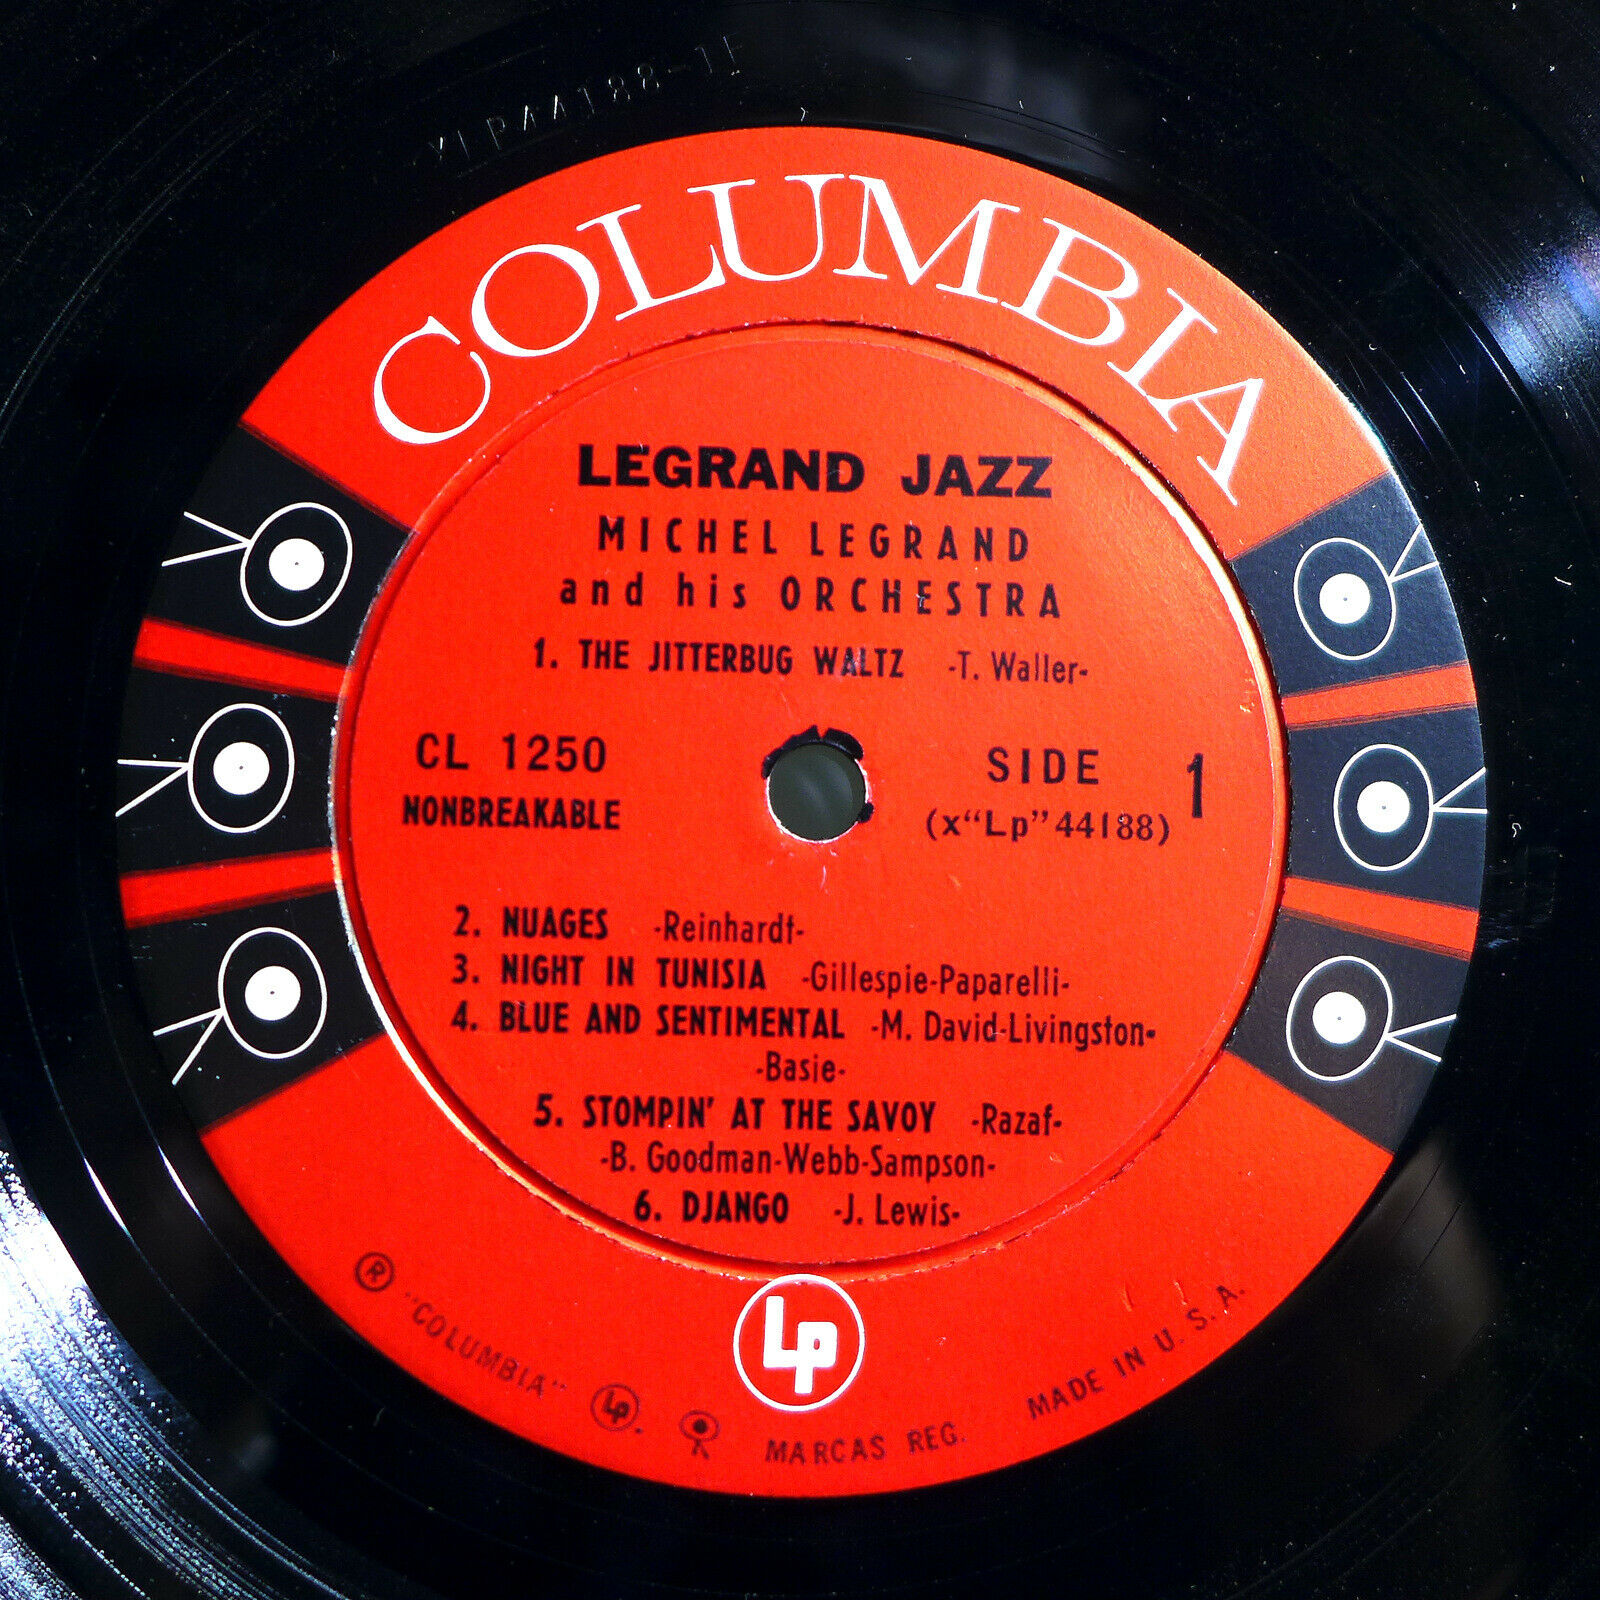 XLP44188-1F
COLUMBIA
LEGRAND JAZZ
MICHEL LEGRAND
and his ORCHESTRA
1. THE JITTERBUG WALTZ -T. Waller-
CL 1250
NONBREAKABLE
SIDE 1
(x“Lp”44188)
2. NUAGES -Reinhardt-
3. NIGHT IN TUNISIA -Gillespie-Paparelli-
4. BLUE AND SENTIMENTAL -M. David-Livingston-
-Basie-
5. STOMPIN' AT THE SAVOY -Razaf-
-B. Goodman-Webb-Sampson-
6. DJANGO -J. Lewis-
Lp
® "COLUMBIA" Lp. MARCAS REG. MADE IN U. S. A.